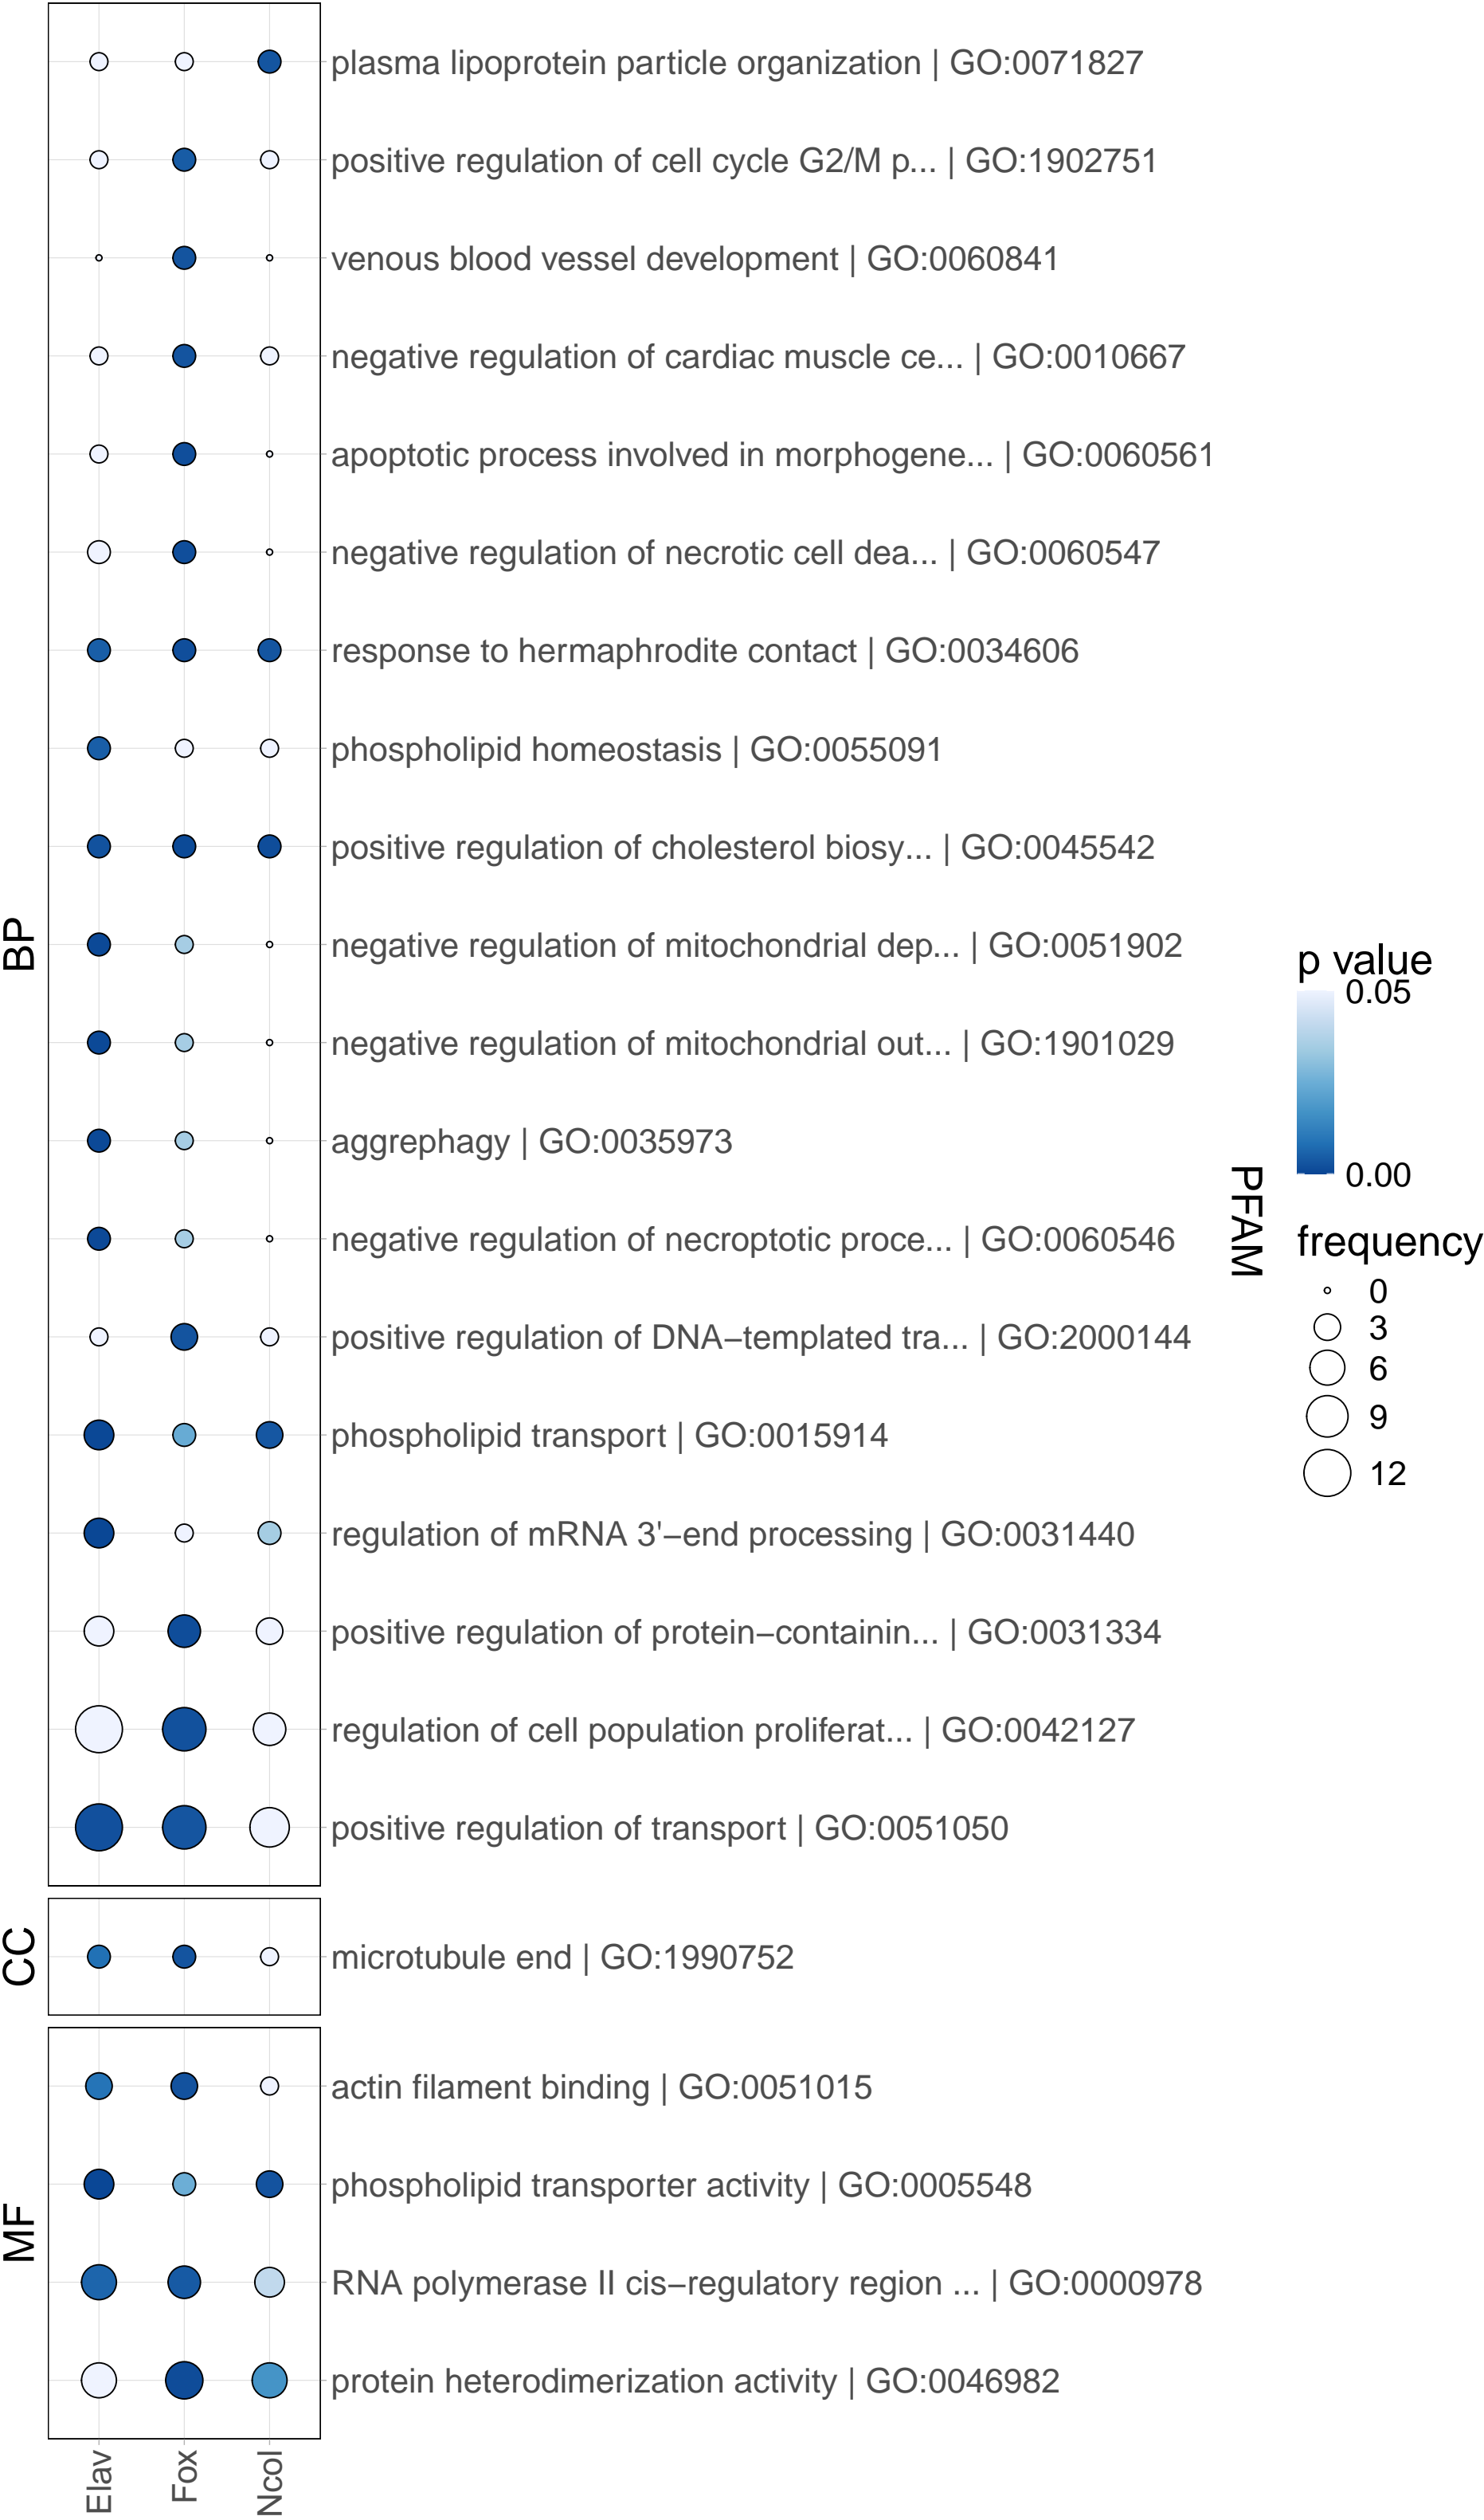 BP
plasma lipoprotein particle organization | GO:0071827
positive regulation of cell cycle G2/M p... | GO:1902751
venous blood vessel development | GO:0060841
negative regulation of cardiac muscle ce... | GO:0010667
apoptotic process involved in morphogene... | GO:0060561
negative regulation of necrotic cell dea... | GO:0060547
response to hermaphrodite contact | GO:0034606
phospholipid homeostasis | GO:0055091
positive regulation of cholesterol biosy... | GO:0045542
negative regulation of mitochondrial dep... | GO:0051902
negative regulation of mitochondrial out... | GO:1901029
aggrephagy | GO:0035973
negative regulation of necroptotic proce... | GO:0060546
positive regulation of DNA−templated tra... | GO:2000144
phospholipid transport | GO:0015914
regulation of mRNA 3'−end processing | GO:0031440
positive regulation of protein−containin... | GO:0031334
regulation of cell population proliferat... | GO:0042127
positive regulation of transport | GO:0051050
CC
microtubule end | GO:1990752
MF
actin filament binding | GO:0051015
phospholipid transporter activity | GO:0005548
RNA polymerase II cis−regulatory region ... | GO:0000978
protein heterodimerization activity | GO:0046982
Elav
Fox
Ncol
PFAM
p value
0.05
0.00
frequency
0
3
6
9
12